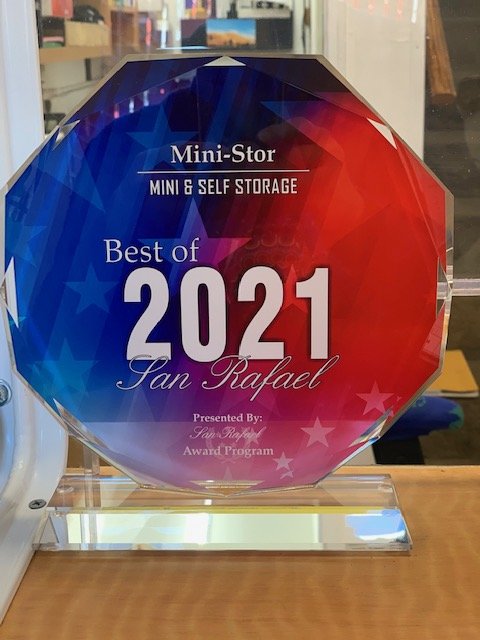 Mini-Stor
MINI & SELF STORAGE
Best of
2021
San Rafael
Presented By:
San Rafael
Award Program